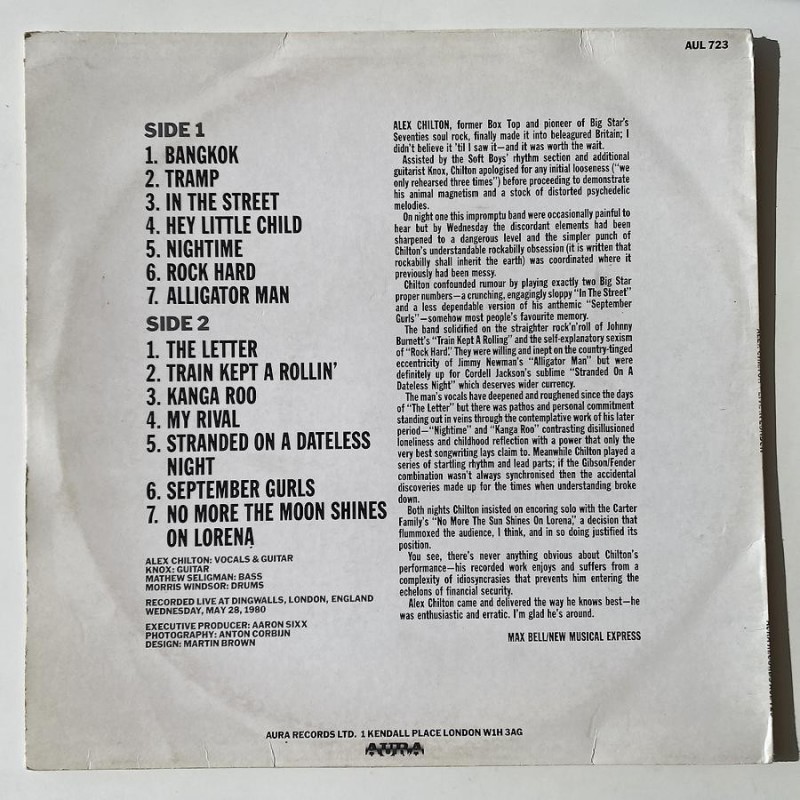 AUL 723
SIDE 1
1. BANGKOK
2. TRAMP
3. IN THE STREET
4. HEY LITTLE CHILD
5. NIGHTIME
6. ROCK HARD
7. ALLIGATOR MAN
SIDE 2
1. THE LETTER
2. TRAIN KEPT A ROLLIN'
3. KANGA ROO
4. MY RIVAL
5. STRANDED ON A DATELESS
NIGHT
6. SEPTEMBER GURLS
7. NO MORE THE MOON SHINES
ON LORENA
ALEX CHILTON: VOCALS & GUITAR
KNOX: GUITAR
MATHEW SELIGMAN: BASS
MORRIS WINDSOR: DRUMS
RECORDED LIVE AT DINGWALLS, LONDON, ENGLAND
WEDNESDAY, MAY 28, 1980
EXECUTIVE PRODUCER: AARON SIXX
PHOTOGRAPHY: ANTON CORBIJN
DESIGN: MARTIN BROWN
ALEX CHILTON, former Box Top and pioneer of Big Star's
Seventies soul rock, finally made it into beleagured Britain; I
didn't believe it 'til I saw it—and it was worth the wait.
Assisted by the Soft Boys' rhythm section and additional
guitarist Knox, Chilton apologised for any initial looseness ("we
only rehearsed three times") before proceeding to demonstrate
his animal magnetism and a stock of distorted psychedelic
melodies.
On night one this impromptu band were occasionally painful to
hear but by Wednesday the discordant elements had been
sharpened to a dangerous level and the simpler punch of
Chilton's understandable rockabilly obsession (it is written that
rockabilly shall inherit the earth) was coordinated where it
previously had been messy.
Chilton confounded rumour by playing exactly two Big Star
proper numbers—a crunching, engagingly sloppy "In The Street"
and a less dependable version of his anthemic "September
Gurls"—somehow most people's favourite memory.
The band solidified on the straighter rock'n'roll of Johnny
Burnett's "Train Kept A Rolling" and the self-explanatory sexism
of "Rock Hard." They were willing and inept on the country-tinged
eccentricity of Jimmy Newman's "Alligator Man" but were
definitely up for Cordell Jackson's sublime "Stranded On A
Dateless Night" which deserves wider currency.
The man's vocals have deepened and roughened since the days
of "The Letter" but there was pathos and personal commitment
standing out in veins through the contemplative work of his later
period—"Nightime" and "Kanga Roo" contrasting disillusioned
loneliness and childhood reflection with a power that only the
very best songwriting lays claim to. Meanwhile Chilton played a
series of startling rhythm and lead parts; if the Gibson/Fender
combination wasn't always synchronised then the accidental
discoveries made up for the times when understanding broke
down.
Both nights Chilton insisted on encoring solo with the Carter
Family's "No More The Sun Shines On Lorena," a decision that
flummoxed the audience, I think, and in so doing justified its
position.
You see, there's never anything obvious about Chilton's
performance—his recorded work enjoys and suffers from a
complexity of idiosyncrasies that prevents him entering the
echelons of financial security.
Alex Chilton came and delivered the way he knows best—he
was enthusiastic and erratic. I'm glad he's around.
MAX BELL/NEW MUSICAL EXPRESS
AURA RECORDS LTD. 1 KENDALL PLACE LONDON W1H 3AG
AURA